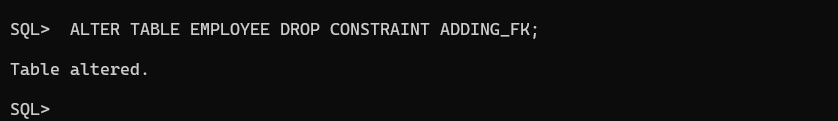 SQL>  ALTER TABLE EMPLOYEE DROP CONSTRAINT ADDING_FK;
Table altered.
SQL>